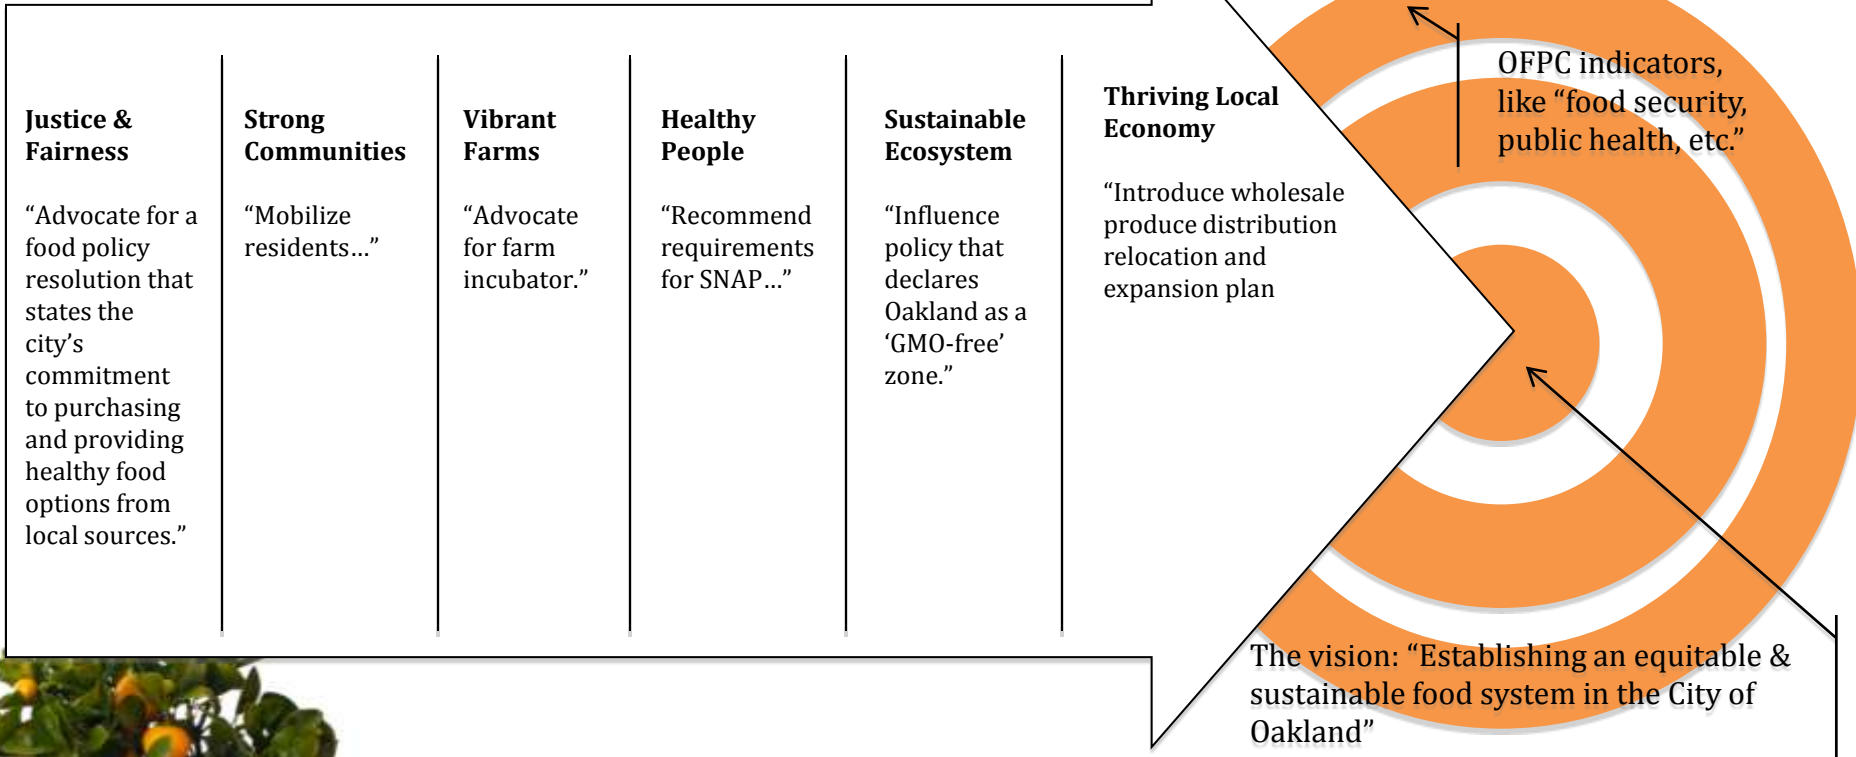 Justice &
Fairness
“Advocate for a
food policy
resolution that
states the
city’s
commitment
to purchasing
and providing
healthy food
options from
local sources.”
Strong
Communities
“Mobilize
residents…”
Vibrant
Farms
“Advocate
for farm
incubator.”
Healthy
People
“Recommend
requirements
for SNAP…”
Sustainable
Ecosystem
“Influence
policy that
declares
Oakland as a
‘GMO-free’
zone.”
Thriving Local
Economy
“Introduce wholesale
produce distribution
relocation and
expansion plan
OFPC indicators,
like “food security,
public health, etc.”
The vision: “Establishing an equitable &
sustainable food system in the City of
Oakland”